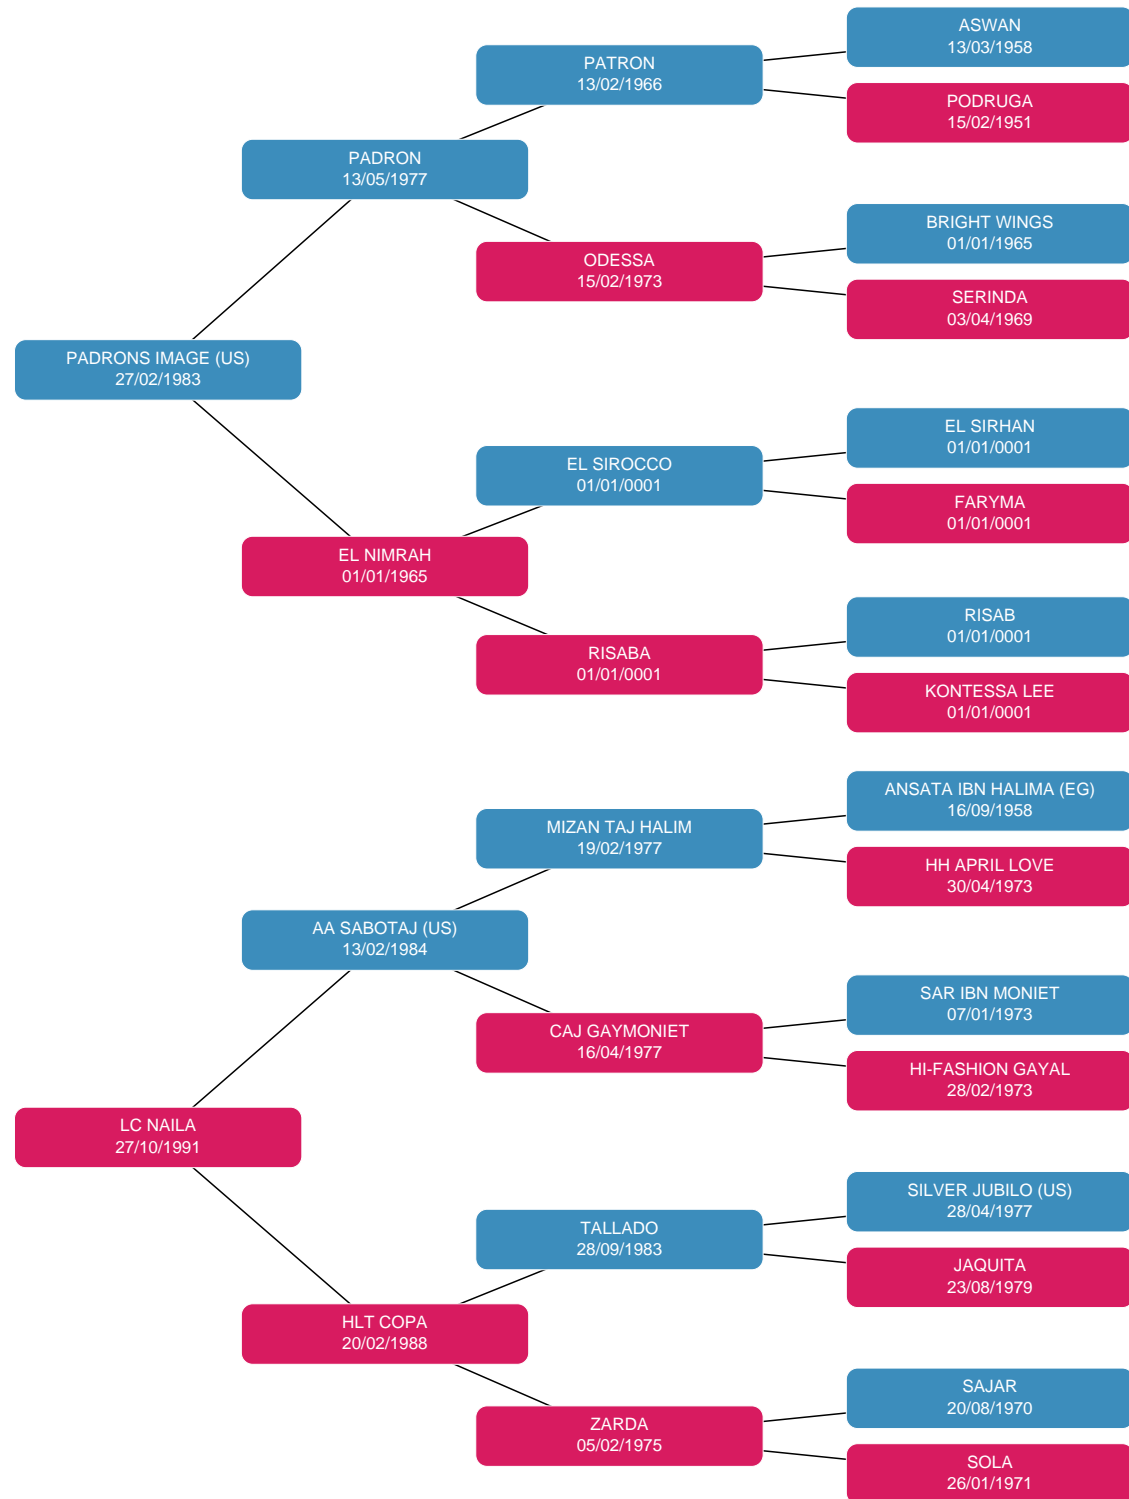 ASWAN
13/03/1958
PATRON
13/02/1966
PODRUGA
15/02/1951
PADRON
13/05/1977
BRIGHT WINGS
01/01/1965
ODESSA
15/02/1973
SERINDA
03/04/1969
PADRONS IMAGE (US)
27/02/1983
EL SIRHAN
01/01/0001
EL SIROCCO
01/01/0001
FARYMA
01/01/0001
EL NIMRAH
01/01/1965
RISAB
01/01/0001
RISABA
01/01/0001
KONTESSA LEE
01/01/0001
ANSATA IBN HALIMA (EG)
16/09/1958
MIZAN TAJ HALIM
19/02/1977
HH APRIL LOVE
30/04/1973
AA SABOTAJ (US)
13/02/1984
SAR IBN MONIET
07/01/1973
CAJ GAYMONIET
16/04/1977
HI-FASHION GAYAL
28/02/1973
LC NAILA
27/10/1991
SILVER JUBILO (US)
28/04/1977
TALLADO
28/09/1983
JAQUITA
23/08/1979
HLT COPA
20/02/1988
SAJAR
20/08/1970
ZARDA
05/02/1975
SOLA
26/01/1971